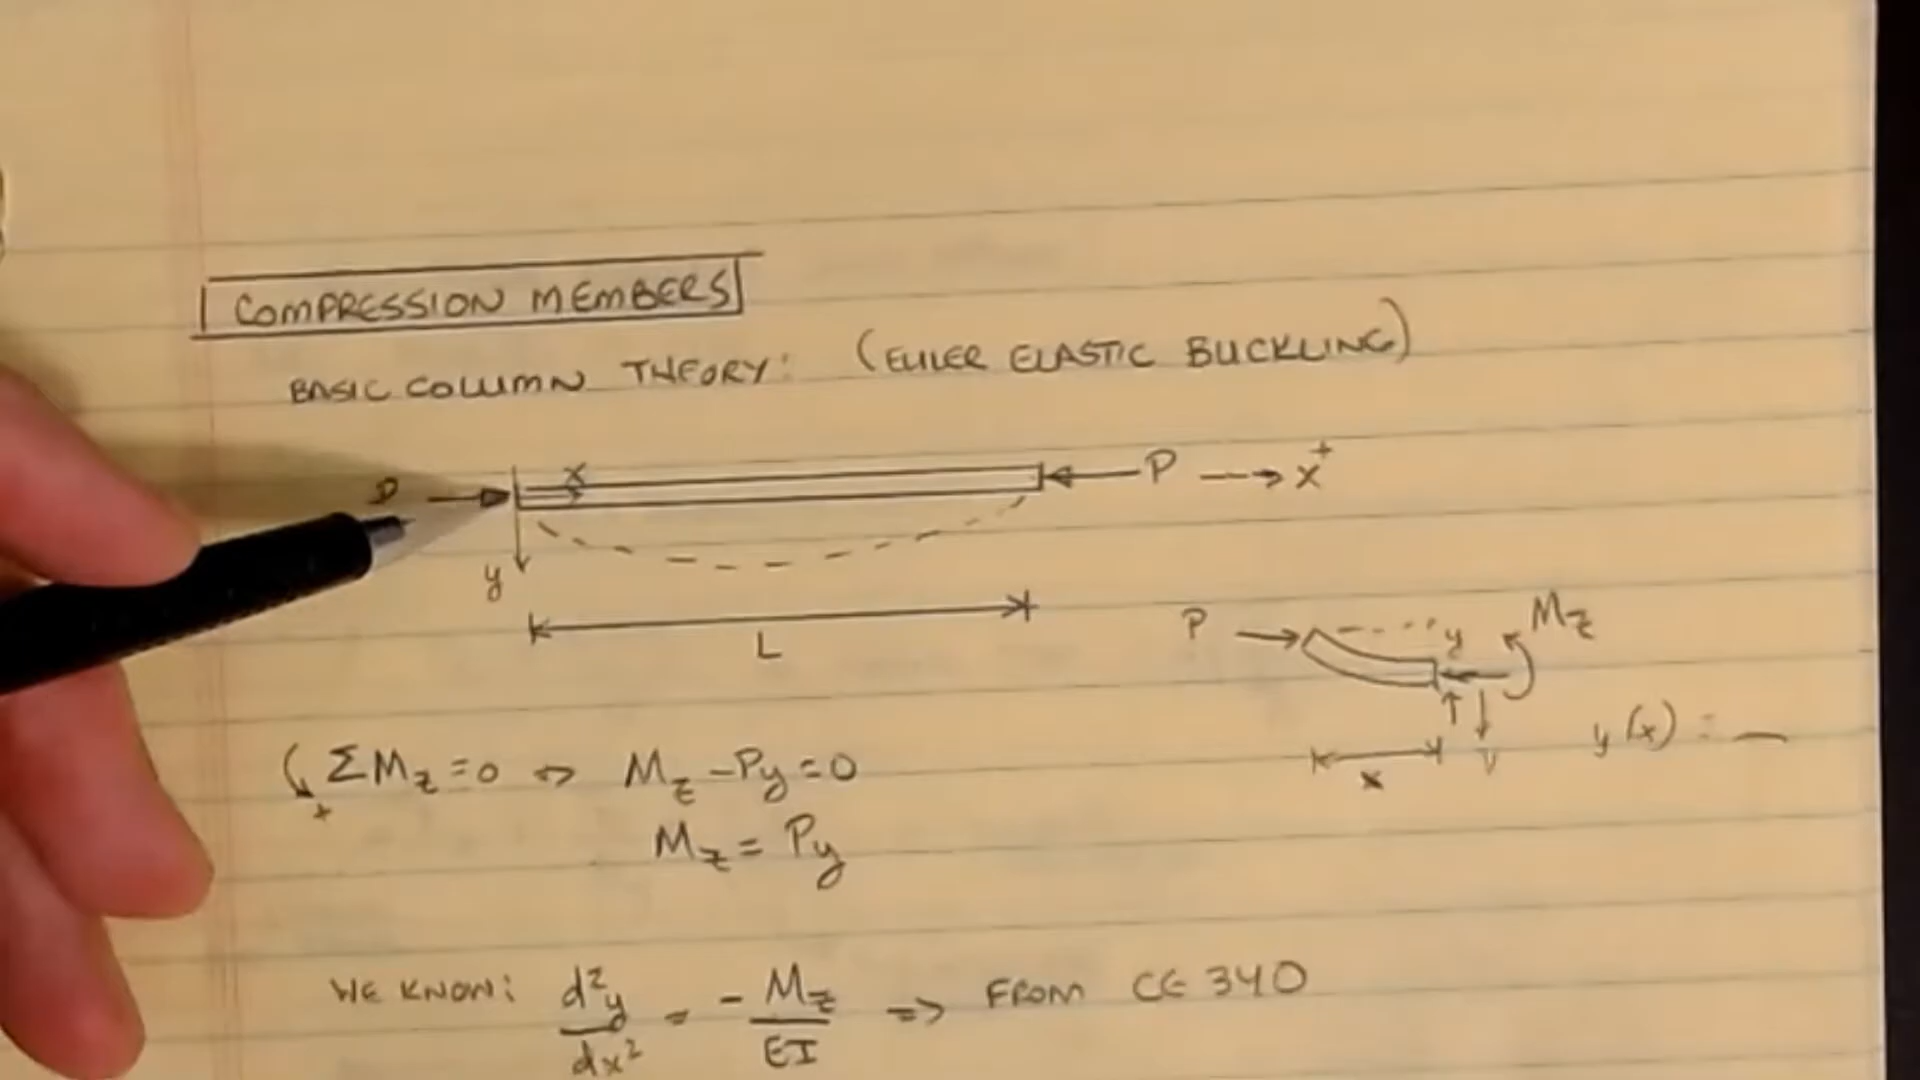 COMPRESSION MEMBERS
BASIC COLUMN THEORY: (EULER ELASTIC BUCKLING)
P x P x+
y
L
P y Mz
V y(x) = __
x
+ ΣMz = 0 => Mz - Py = 0
Mz = Py
WE KNOW: d²y/dx² = - Mz/EI => FROM CE 340